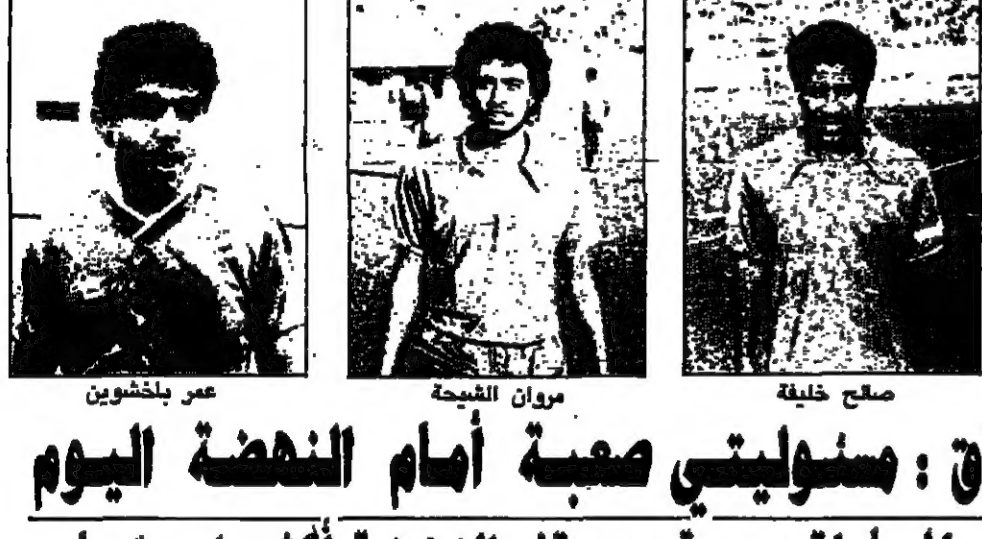 صالح خليفة
مروان الشيحة
عمر بلخشوين
ق : مسئوليتي صعبة أمام النهضة اليوم